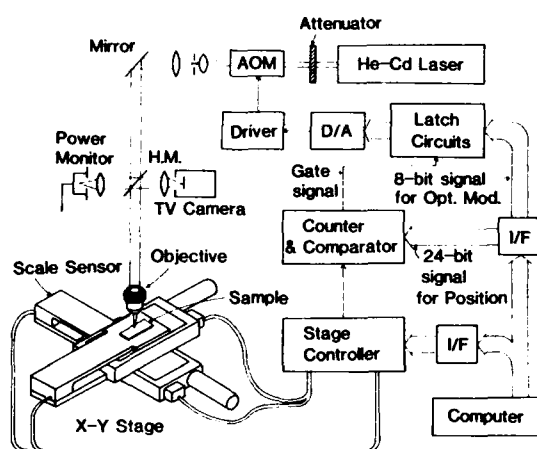 Attenuator
Mirror
AOM
He-Cd Laser
Driver
D/A
Latch
Circuits
Power
Monitor
H.M.
TV Camera
Gate
signal
8-bit signal
for Opt. Mod.
Counter
& Comparator
I/F
24-bit
signal
for Position
Scale Sensor
Objective
Sample
Stage
Controller
I/F
X-Y Stage
Computer